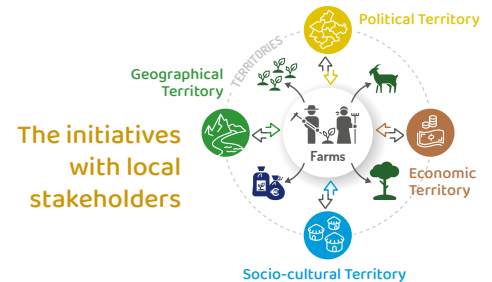 Political Territory
TERRITORIES
Geographical
Territory
The initiatives
with local
stakeholders
Farms
Economic
Territory
€
Socio-cultural Territory